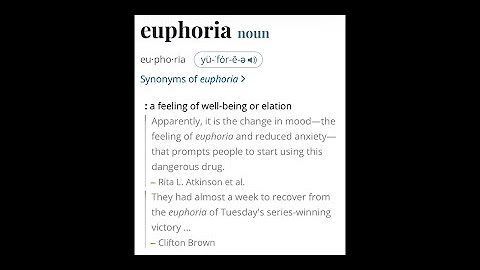 euphoria noun
eu·pho·ria yü-ˈfȯr-ē-ə
Synonyms of euphoria
: a feeling of well-being or elation
Apparently, it is the change in mood—the
feeling of euphoria and reduced anxiety—
that prompts people to start using this
dangerous drug.
— Rita L. Atkinson et al.
They had almost a week to recover from
the euphoria of Tuesday's series-winning
victory ...
— Clifton Brown